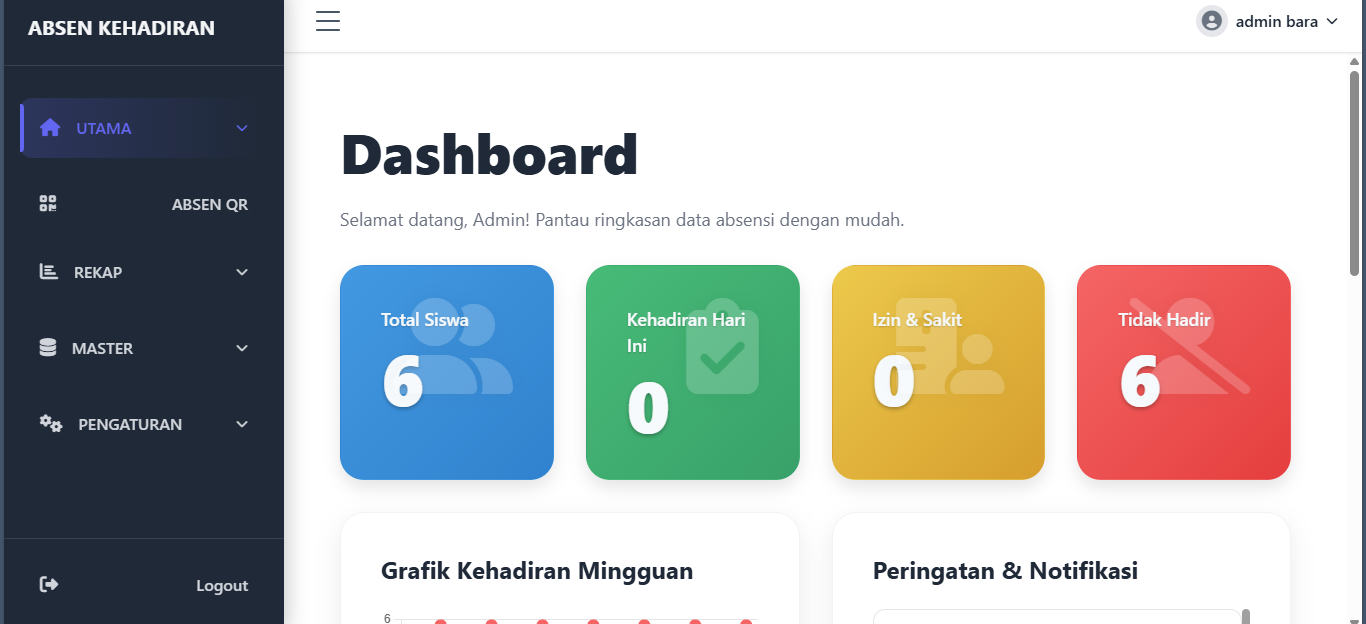 ABSEN KEHADIRAN
admin bara
UTAMA
ABSEN QR
REKAP
MASTER
PENGATURAN
Logout
Dashboard
Selamat datang, Admin! Pantau ringkasan data absensi dengan mudah.
Total Siswa
6
Kehadiran Hari
Ini
0
Izin & Sakit
0
Tidak Hadir
6
Grafik Kehadiran Mingguan
6
Peringatan & Notifikasi